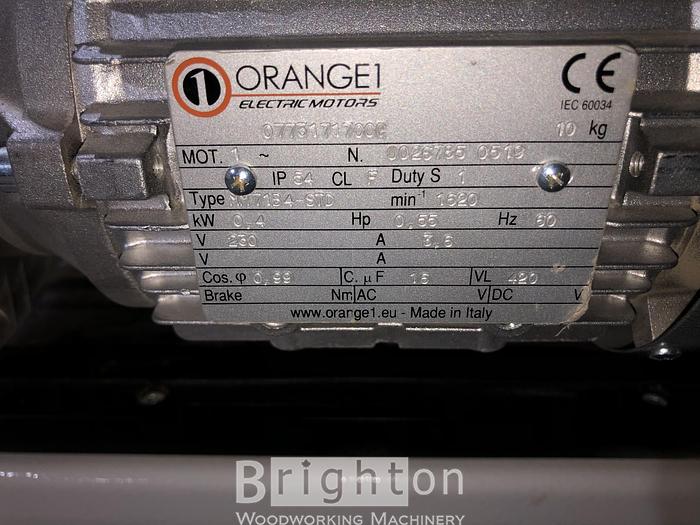 1 ORANGE1 CE
ELECTRIC MOTORS IEC 60034
10 kg
MOT. 1 ~ N. 0026785 0519
IP 54 CL F Duty S 1
Type min-1 1620
kW 0,4 Hp 0,55 Hz 60
V 230 A 3,6
V A
Cos. φ 0,99 C. µF 16 VL 420
Brake Nm AC V DC V
www.orange1.eu - Made in Italy
Brighton
WOODWORKING MACHINERY